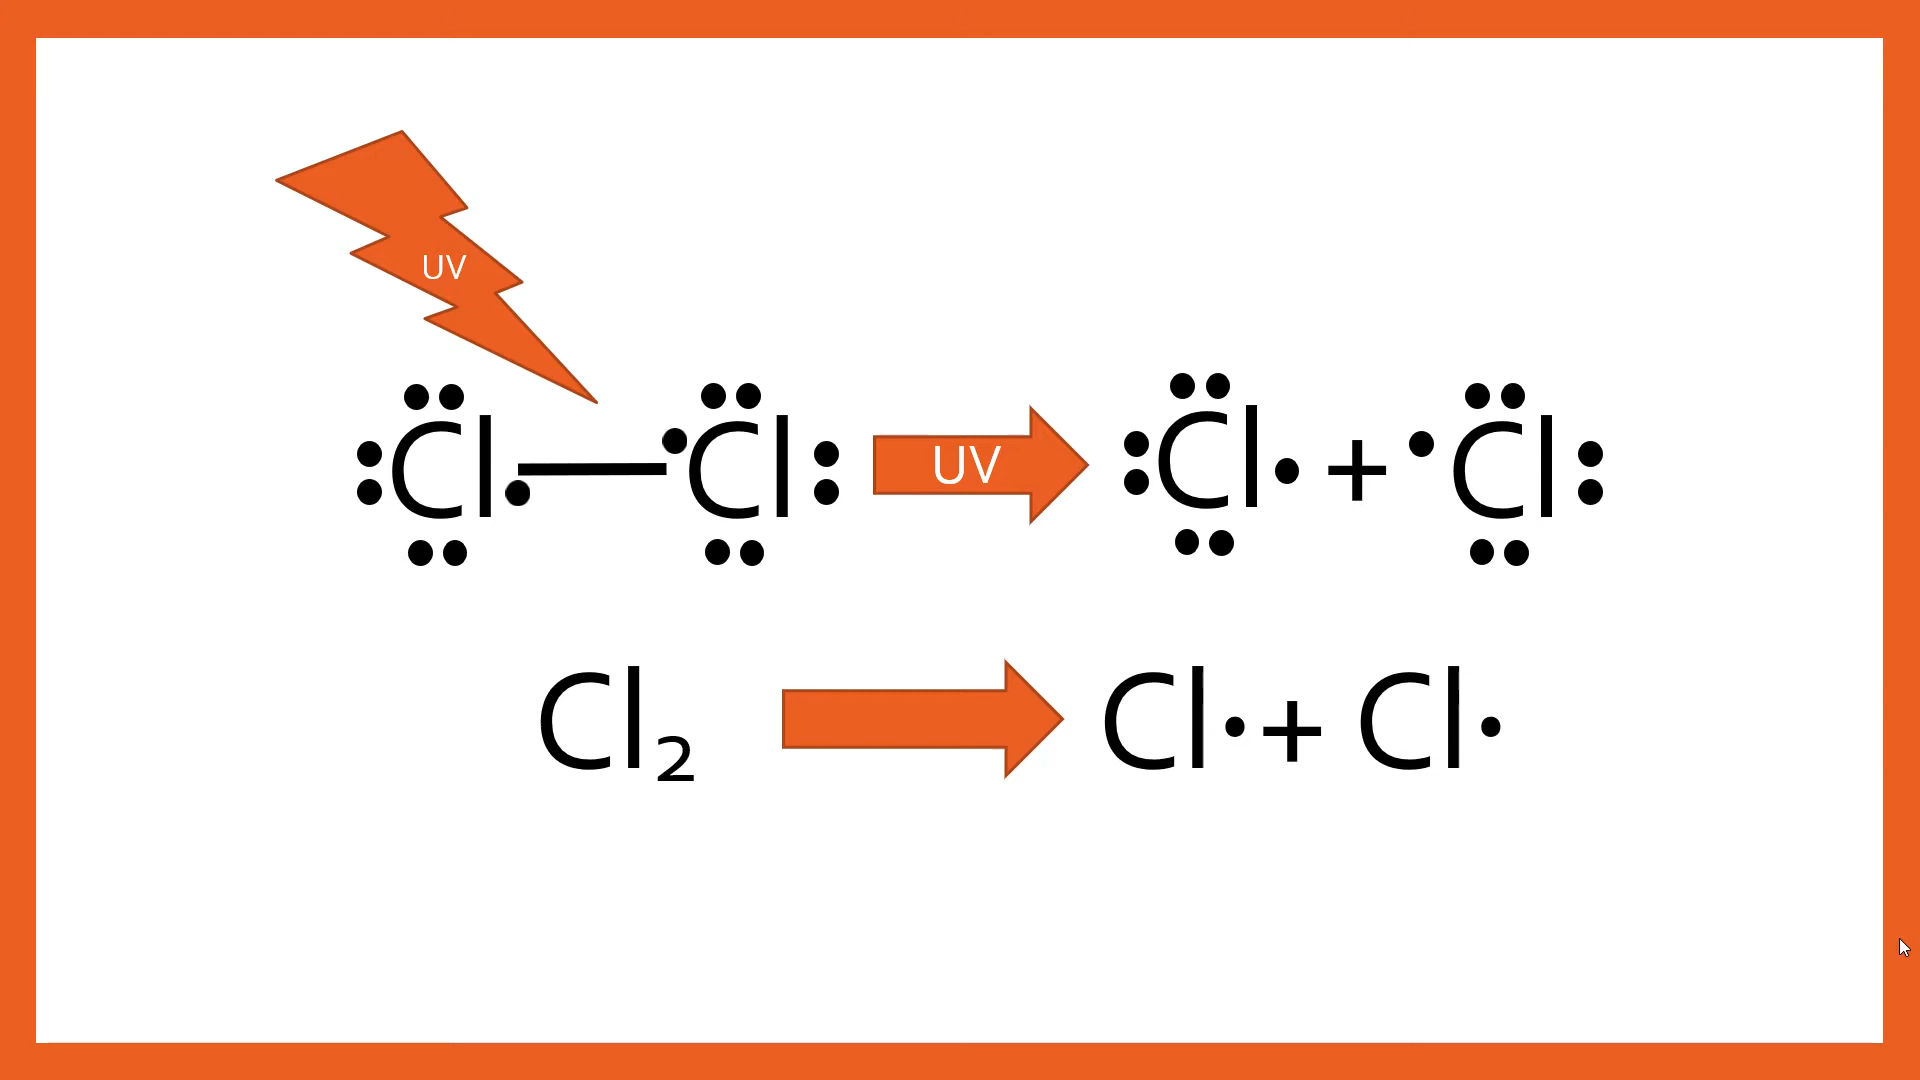 UV
Cl — Cl UV Cl· + ·Cl
Cl₂ Cl· + Cl·